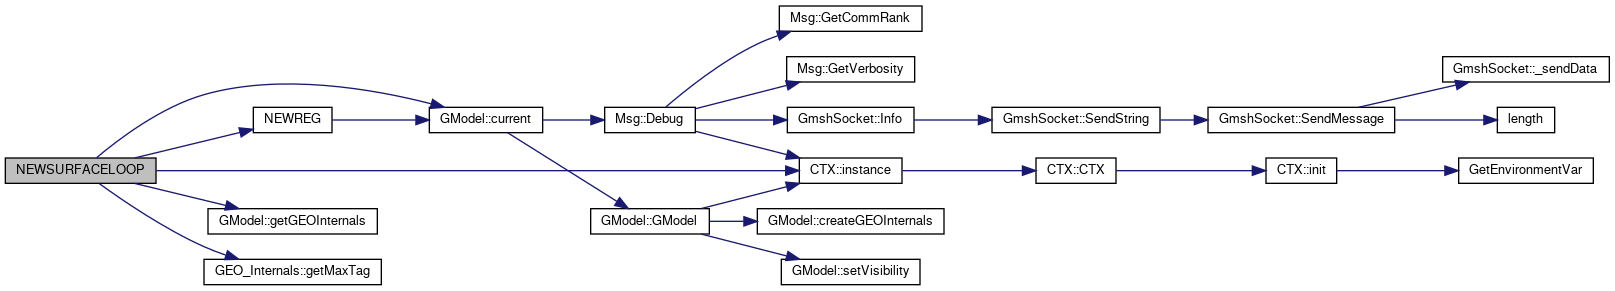 NEWSURFACELOOP
NEWREG
GModel::getGEOInternals
GEO_Internals::getMaxTag
GModel::current
Msg::Debug
GModel::GModel
Msg::GetCommRank
Msg::GetVerbosity
GmshSocket::Info
CTX::instance
GModel::createGEOInternals
GModel::setVisibility
GmshSocket::SendString
CTX::CTX
GmshSocket::SendMessage
CTX::init
GmshSocket::_sendData
length
GetEnvironmentVar